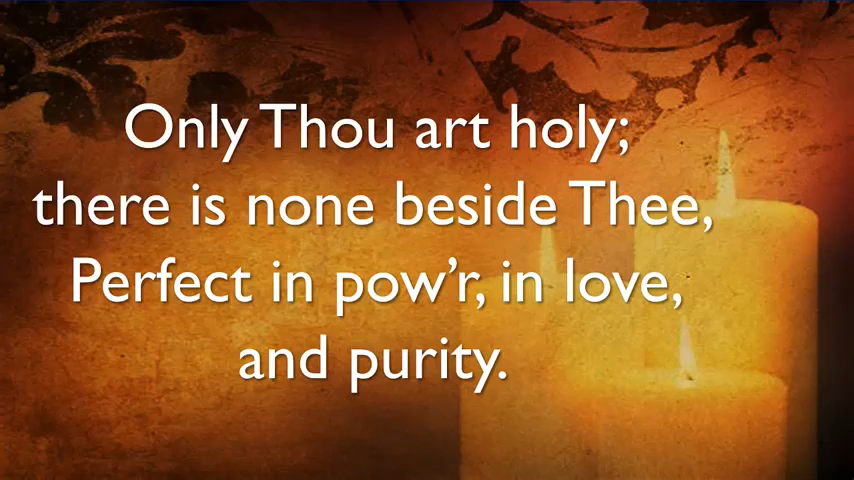 Only Thou art holy;
there is none beside Thee,
Perfect in pow’r, in love,
and purity.